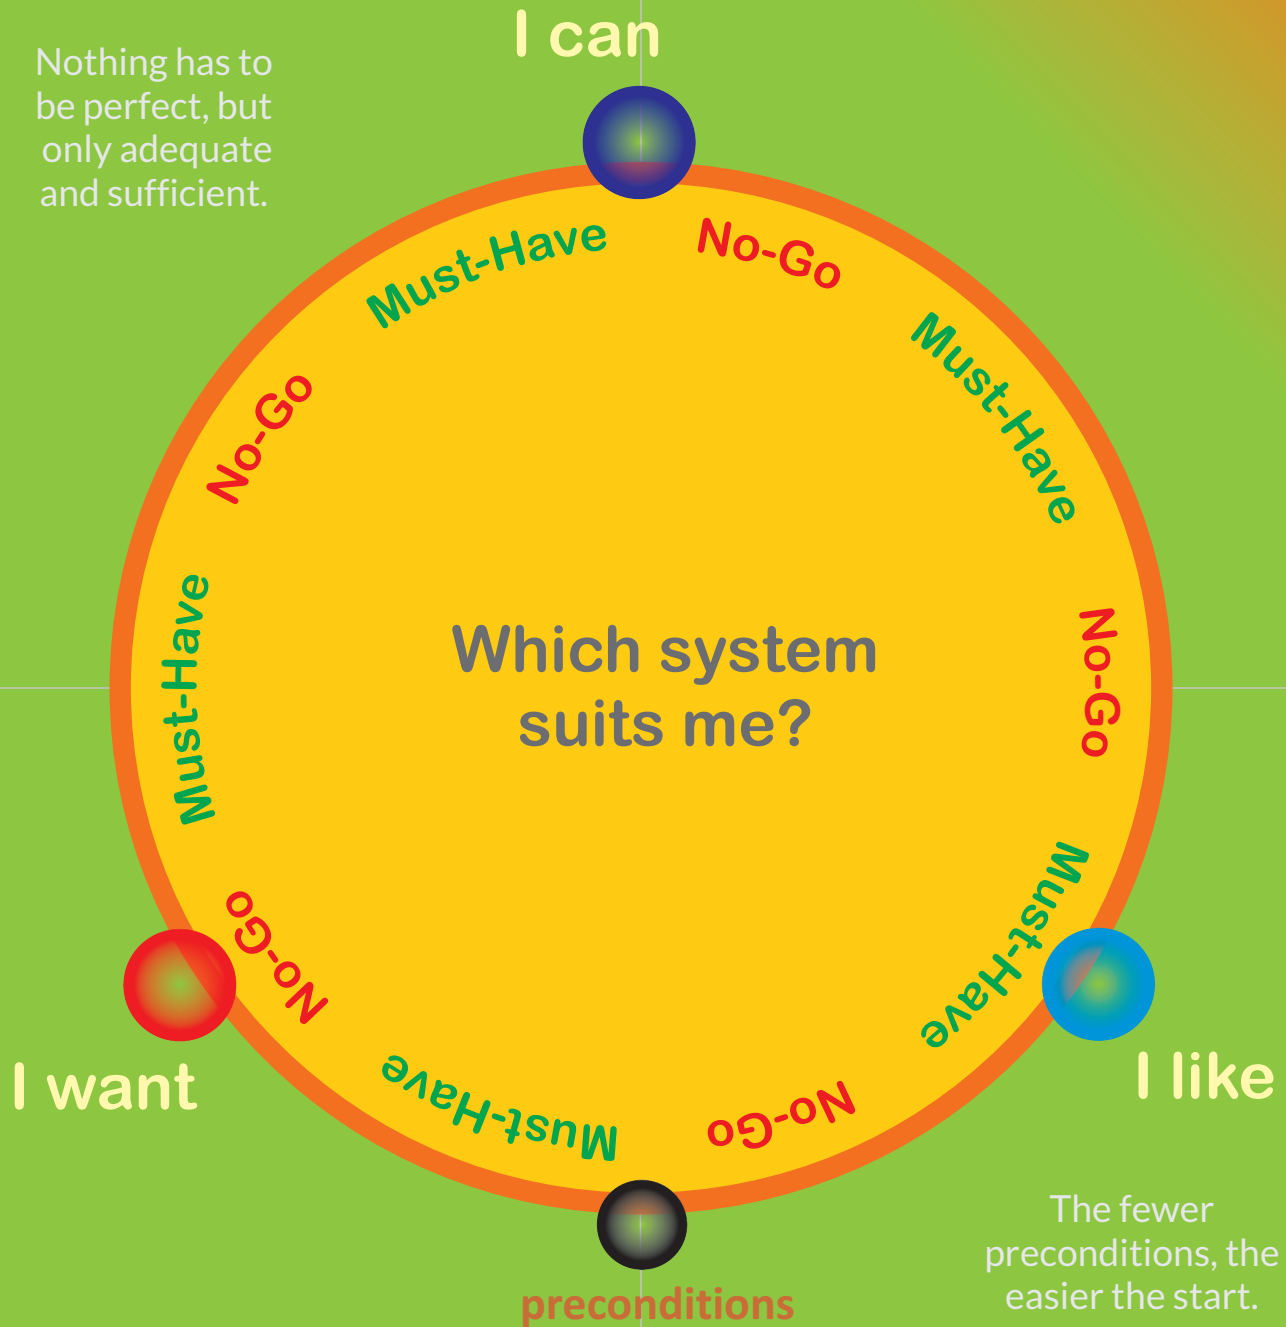 I can
Nothing has to
be perfect, but
only adequate
and sufficient.
Must-Have
No-Go
Must-Have
No-Go
Must-Have
No-Go
Must-Have
No-Go
Must-Have
No-Go
Which system
suits me?
I want
I like
The fewer
preconditions, the
easier the start.
preconditions